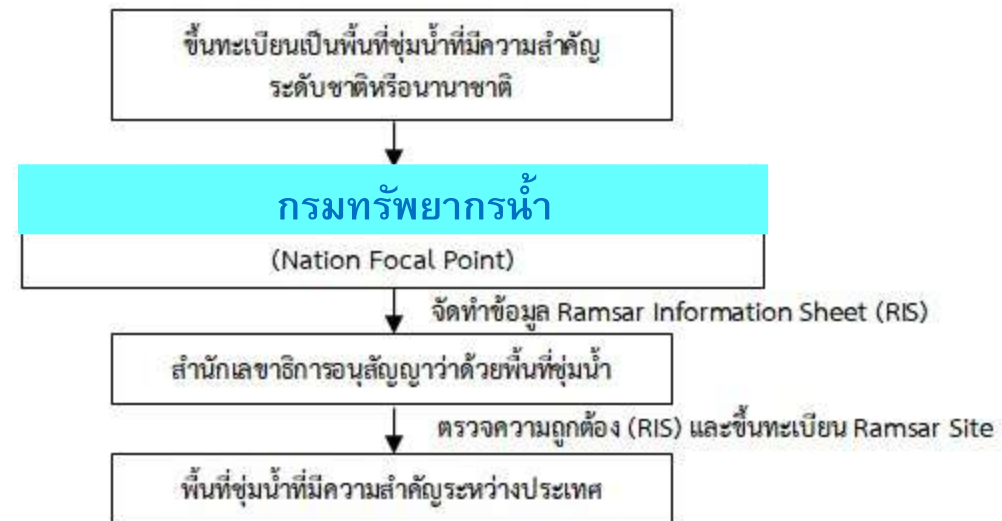 ขึ้นทะเบียนเป็นพื้นที่ชุ่มน้ำที่มีความสำคัญ
ระดับชาติหรือนานาชาติ
กรมทรัพยากรน้ำ
(Nation Focal Point)
จัดทำข้อมูล Ramsar Information Sheet (RIS)
สำนักเลขาธิการอนุสัญญาว่าด้วยพื้นที่ชุ่มน้ำ
ตรวจความถูกต้อง (RIS) และขึ้นทะเบียน Ramsar Site
พื้นที่ชุ่มน้ำที่มีความสำคัญระหว่างประเทศ